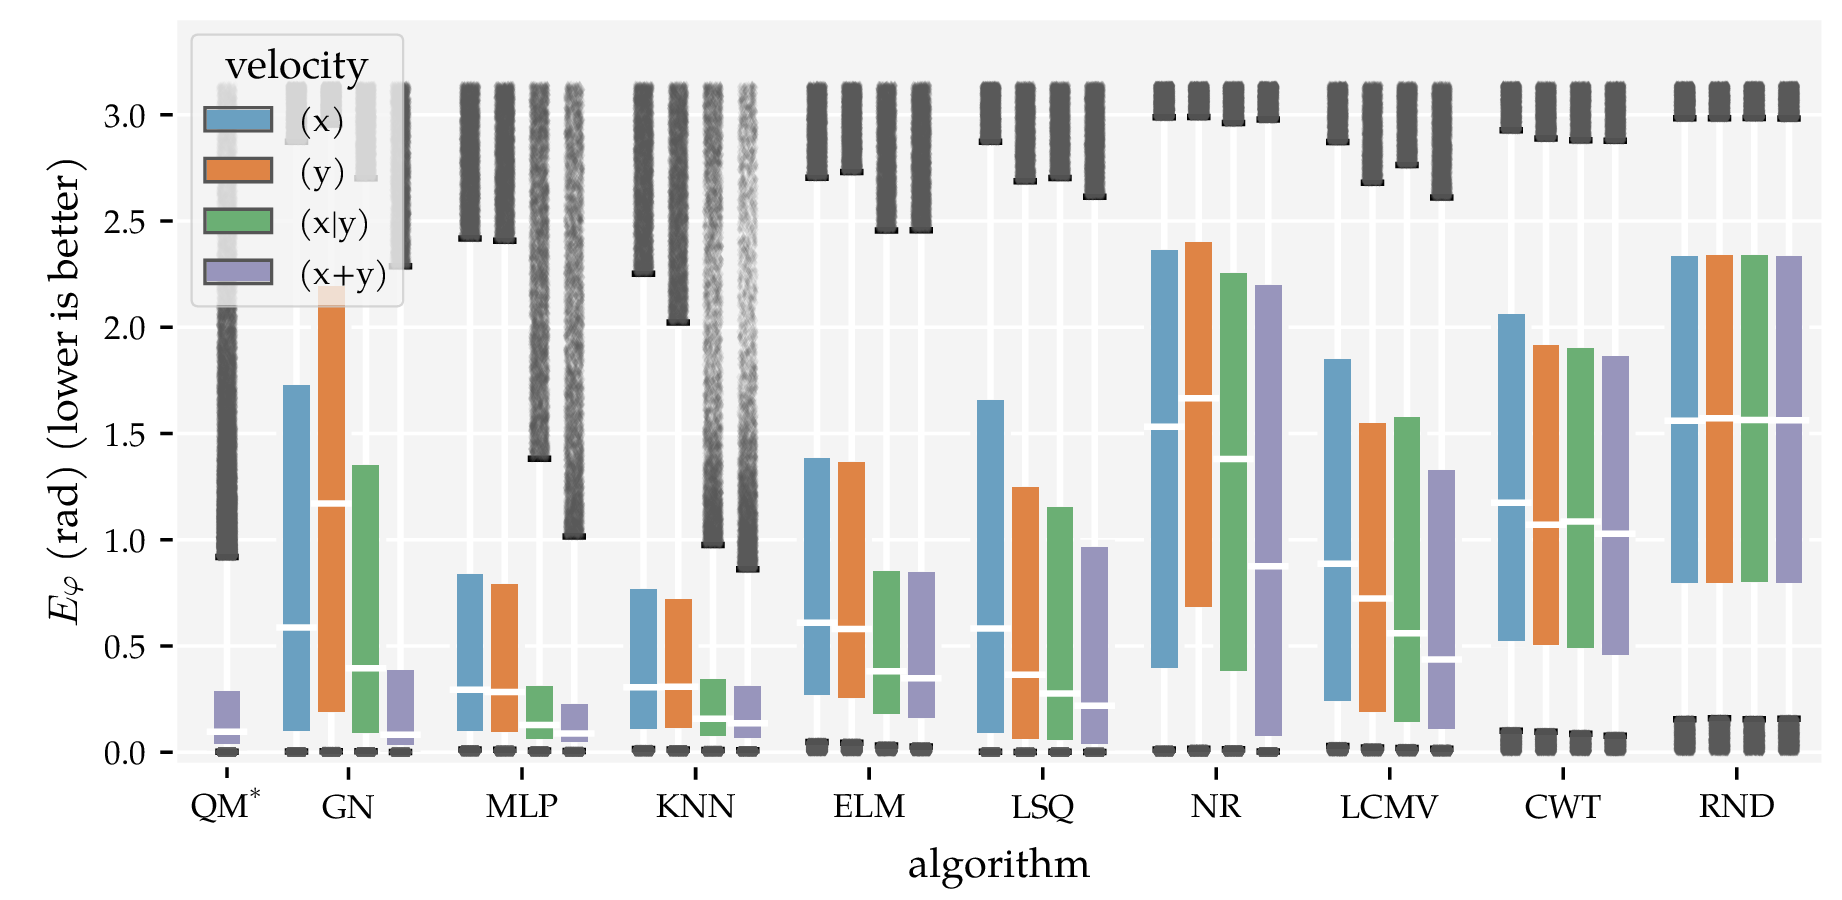 velocity
(x)
(y)
(x|y)
(x+y)
3.0
2.5
2.0
1.5
1.0
0.5
0.0
Eφ (rad) (lower is better)
QM* GN MLP KNN ELM LSQ NR LCMV CWT RND
algorithm